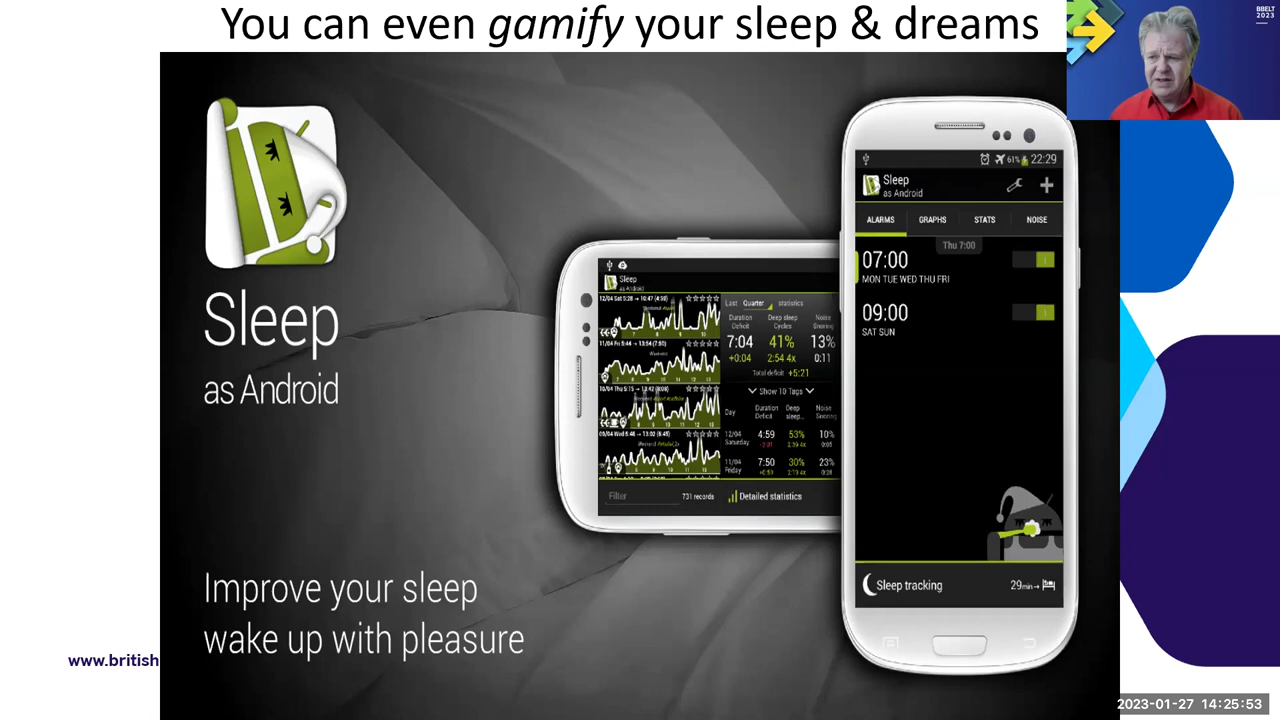 You can even gamify your sleep & dreams
BBELT
2023
Sleep
as Android
Improve your sleep
wake up with pleasure
www.british
Sleep
as Android
Last Quarter statistics
Duration Deep sleep Noise
Deficit Cycles Snoring
7:04 41% 13%
+0:04 2:54 4x 0:11
Total deficit +5:21
Show 10 Tags
Day Duration Deep Noise
Deficit sleep... Snoring
12/04 4:59 53% 10%
Saturday
11/04 7:50 30% 23%
Friday
Filter 731 records Detailed statistics
61% 22:29
Sleep
as Android
ALARMS GRAPHS STATS NOISE
Thu 7:00
07:00
MON TUE WED THU FRI
09:00
SAT SUN
Sleep tracking 29min
2023-01-27 14:25:53